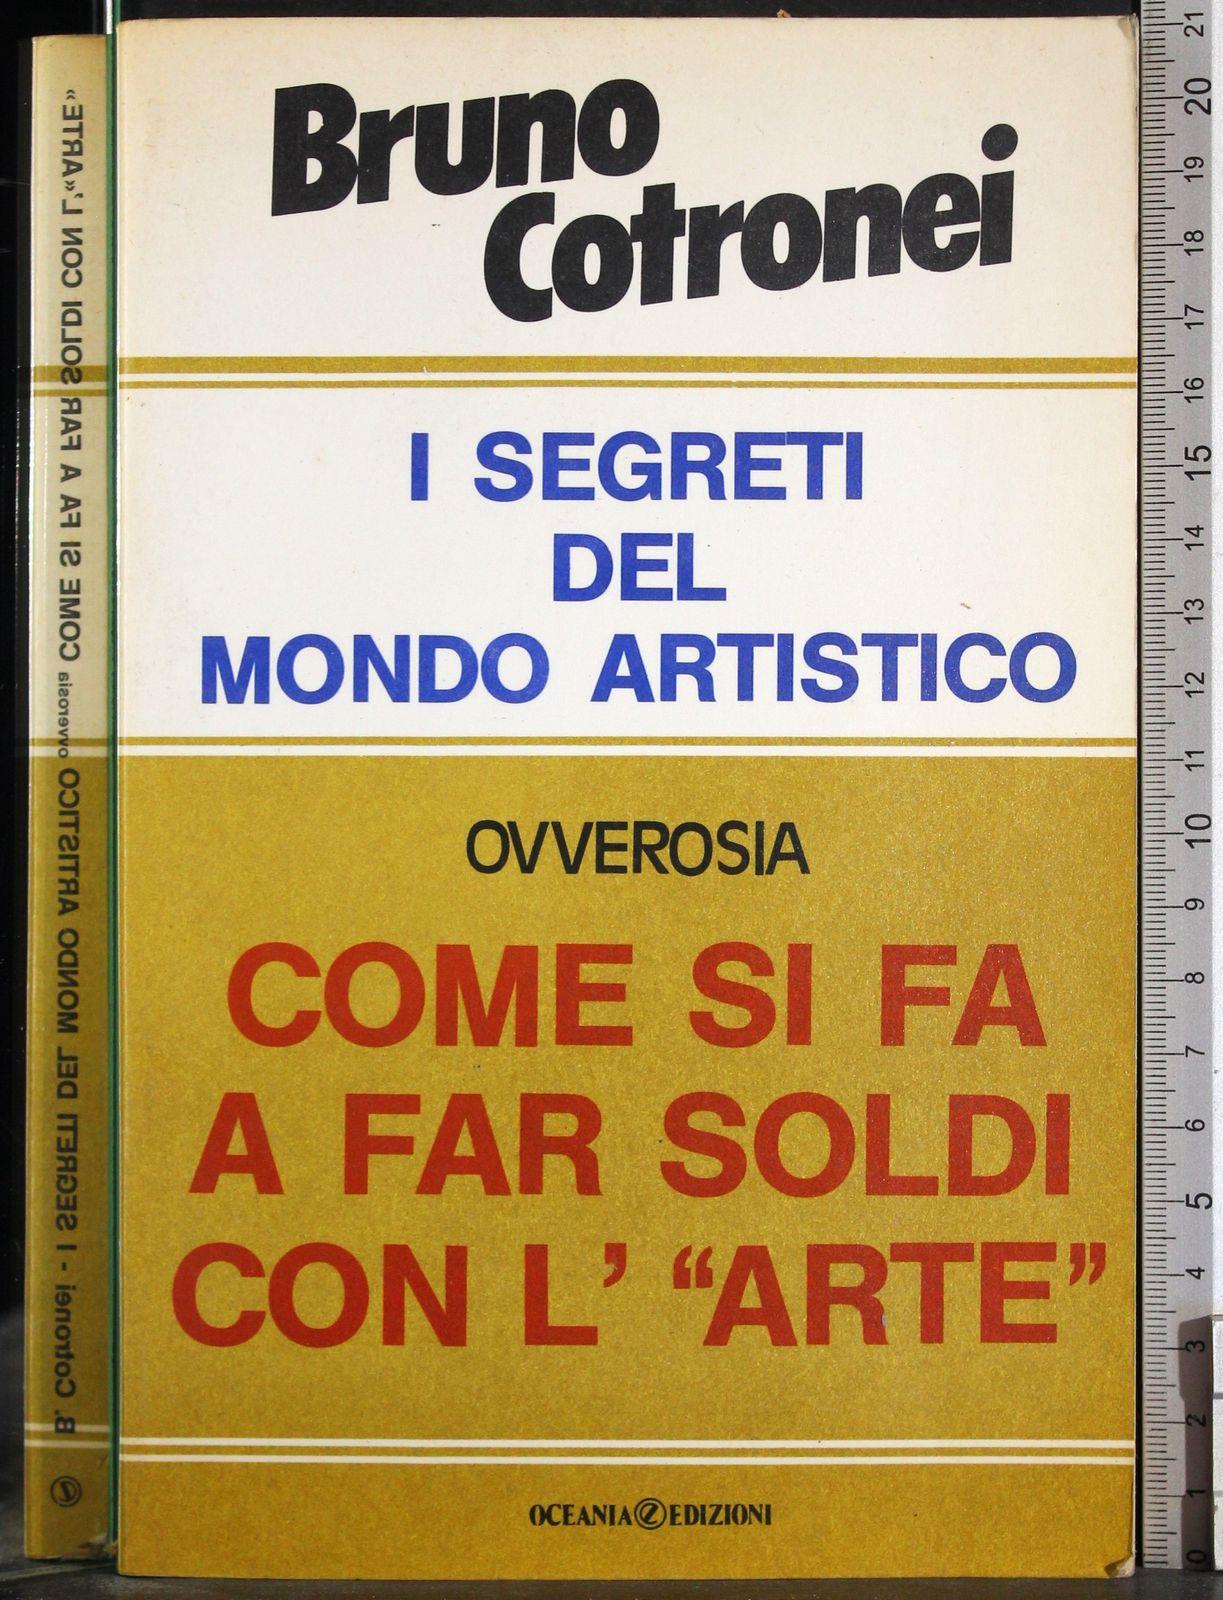 Bruno
Cotronei
I SEGRETI
DEL
MONDO ARTISTICO
OVVEROSIA
COME SI FA
A FAR SOLDI
CON L' “ARTE”
OCEANIA EDIZIONI
B. Cotronei - I SEGRETI DEL MONDO ARTISTICO ovverosia COME SI FA A FAR SOLDI CON L'“ARTE”
21
20
19
18
17
16
15
14
13
12
11
10
9
8
7
6
5
4
3
2
1
0